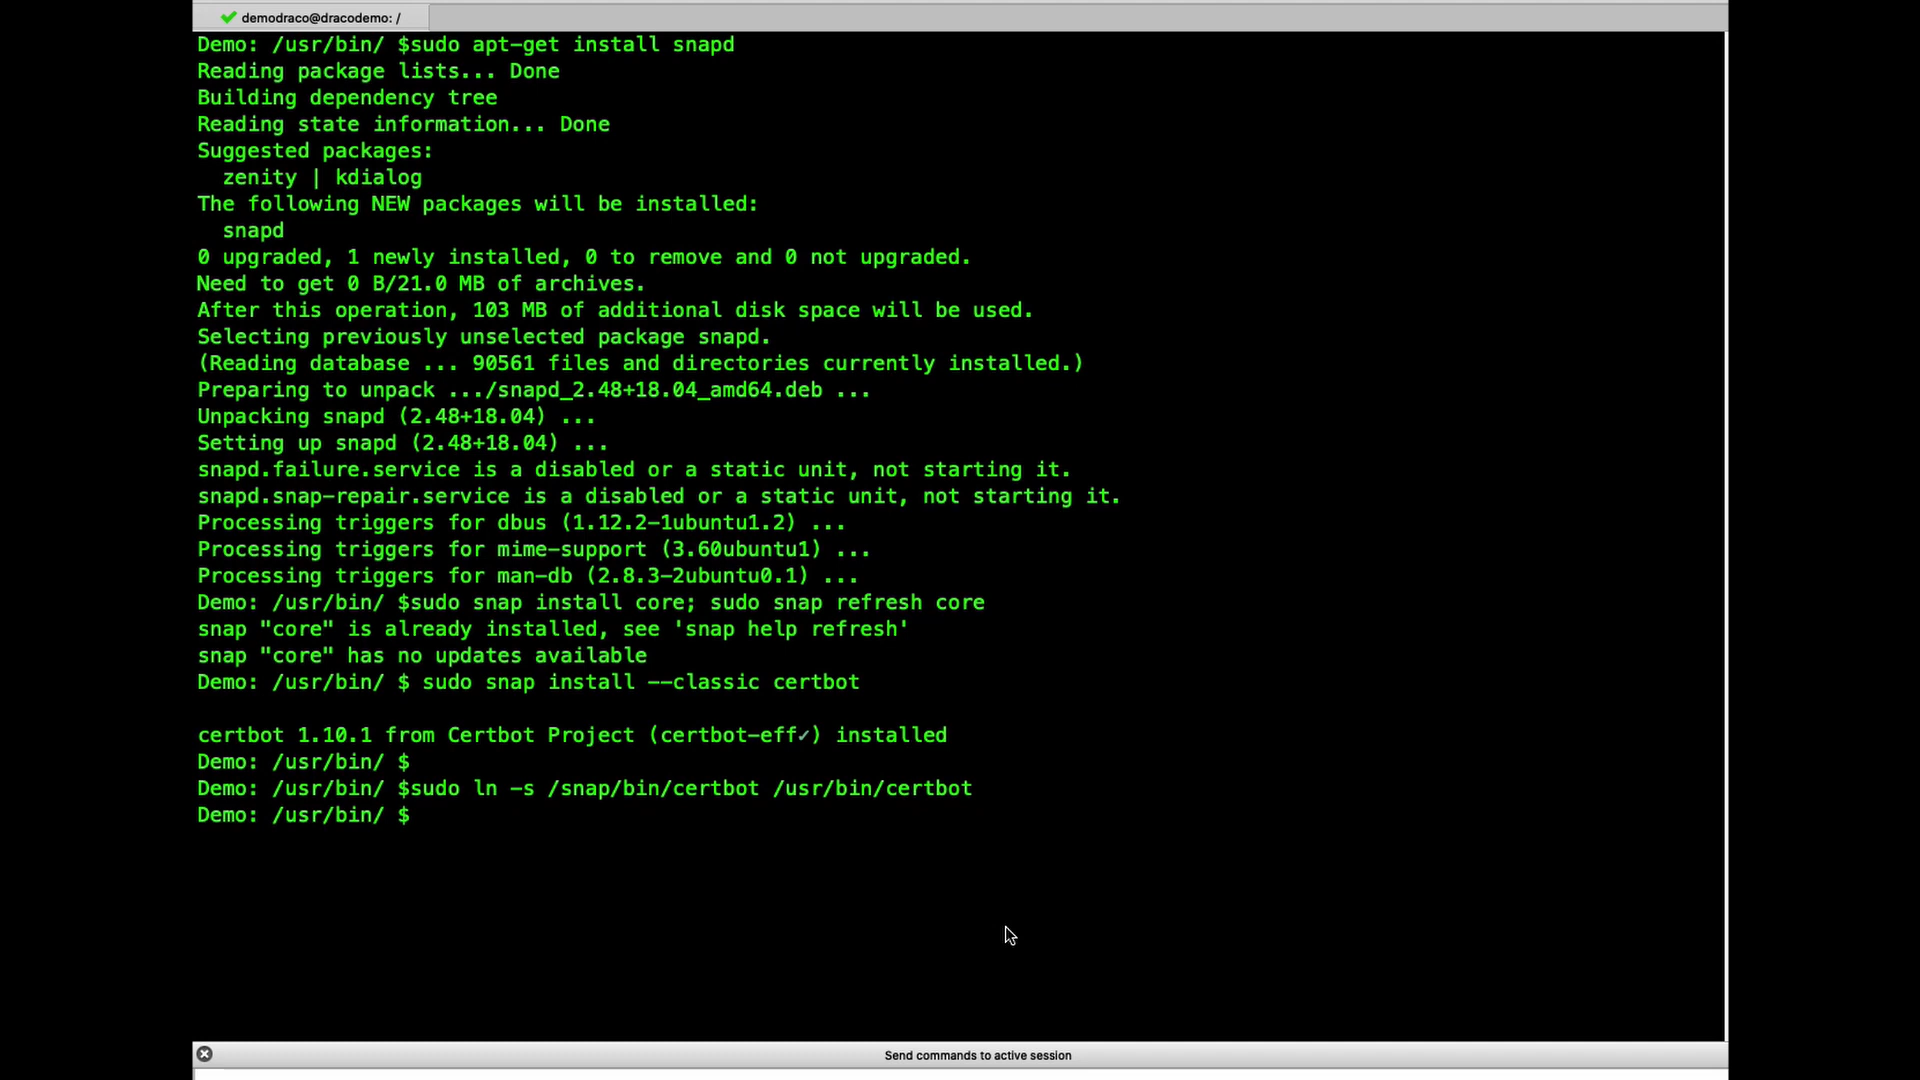 demodraco@dracodemo: /
Demo: /usr/bin/ $sudo apt-get install snapd
Reading package lists... Done
Building dependency tree
Reading state information... Done
Suggested packages:
  zenity | kdialog
The following NEW packages will be installed:
  snapd
0 upgraded, 1 newly installed, 0 to remove and 0 not upgraded.
Need to get 0 B/21.0 MB of archives.
After this operation, 103 MB of additional disk space will be used.
Selecting previously unselected package snapd.
(Reading database ... 90561 files and directories currently installed.)
Preparing to unpack .../snapd_2.48+18.04_amd64.deb ...
Unpacking snapd (2.48+18.04) ...
Setting up snapd (2.48+18.04) ...
snapd.failure.service is a disabled or a static unit, not starting it.
snapd.snap-repair.service is a disabled or a static unit, not starting it.
Processing triggers for dbus (1.12.2-1ubuntu1.2) ...
Processing triggers for mime-support (3.60ubuntu1) ...
Processing triggers for man-db (2.8.3-2ubuntu0.1) ...
Demo: /usr/bin/ $sudo snap install core; sudo snap refresh core
snap "core" is already installed, see 'snap help refresh'
snap "core" has no updates available
Demo: /usr/bin/ $ sudo snap install --classic certbot
certbot 1.10.1 from Certbot Project (certbot-eff✓) installed
Demo: /usr/bin/ $
Demo: /usr/bin/ $sudo ln -s /snap/bin/certbot /usr/bin/certbot
Demo: /usr/bin/ $
Send commands to active session